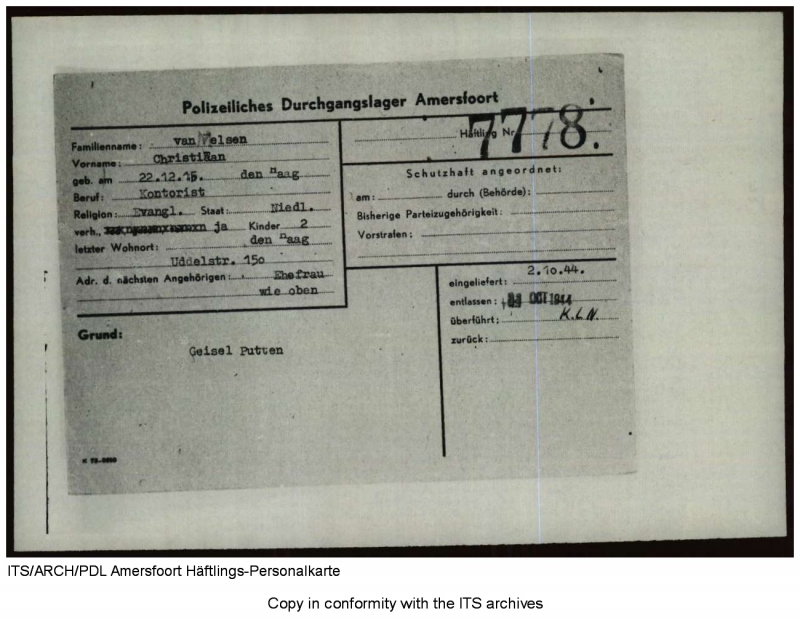 Polizeiliches Durchgangslager Amersfoort
Familienname: van Velsen
Vorname: Christiaan
geb. am 22.12.15. den Haag
Beruf: Kontorist
Religion: Evangl. Staat: Niedl.
verh., ja Kinder 2
letzter Wohnort: den Haag
Uddelstr. 150
Adr. d. nächsten Angehörigen: Ehefrau
wie oben
Häftling Nr. 7778.
Schutzhaft angeordnet:
am: durch (Behörde):
Bisherige Parteizugehörigkeit:
Vorstrafen:
Grund:
Geisel Putten
eingeliefert: 2.10.44.
entlassen: OCT 1944
überführt: K.L.N.
zurück:
ITS/ARCH/PDL Amersfoort Häftlings-Personalkarte
Copy in conformity with the ITS archives